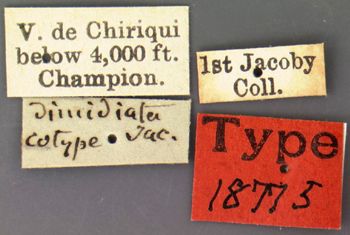 V. de Chiriqui
below 4,000 ft.
Champion.
dimidiata
cotype Jac.
1st Jacoby
Coll.
Type
18775